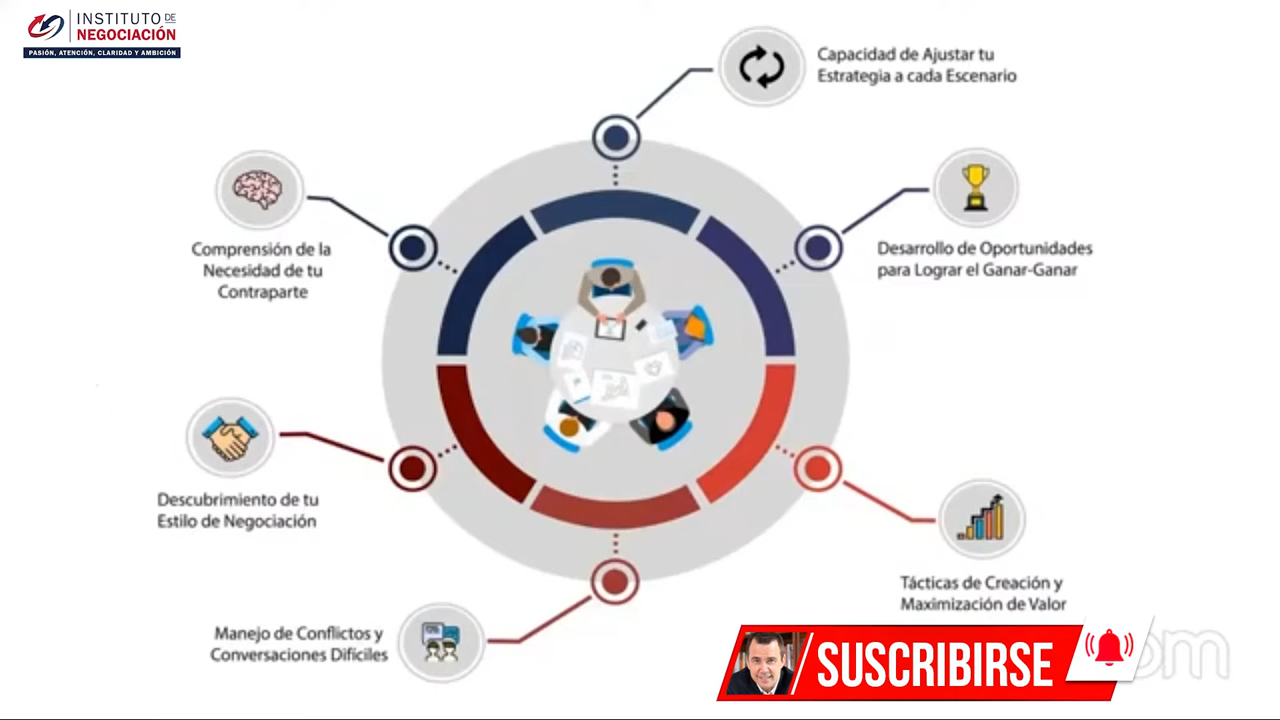 INSTITUTO DE
NEGOCIACIÓN
PASIÓN, ATENCIÓN, CLARIDAD Y AMBICIÓN
Capacidad de Ajustar tu
Estrategia a cada Escenario
Comprensión de la
Necesidad de tu
Contraparte
Desarrollo de Oportunidades
para Lograr el Ganar-Ganar
Descubrimiento de tu
Estilo de Negociación
Tácticas de Creación y
Maximización de Valor
Manejo de Conflictos y
Conversaciones Difíciles
SUSCRIBIRSE
om